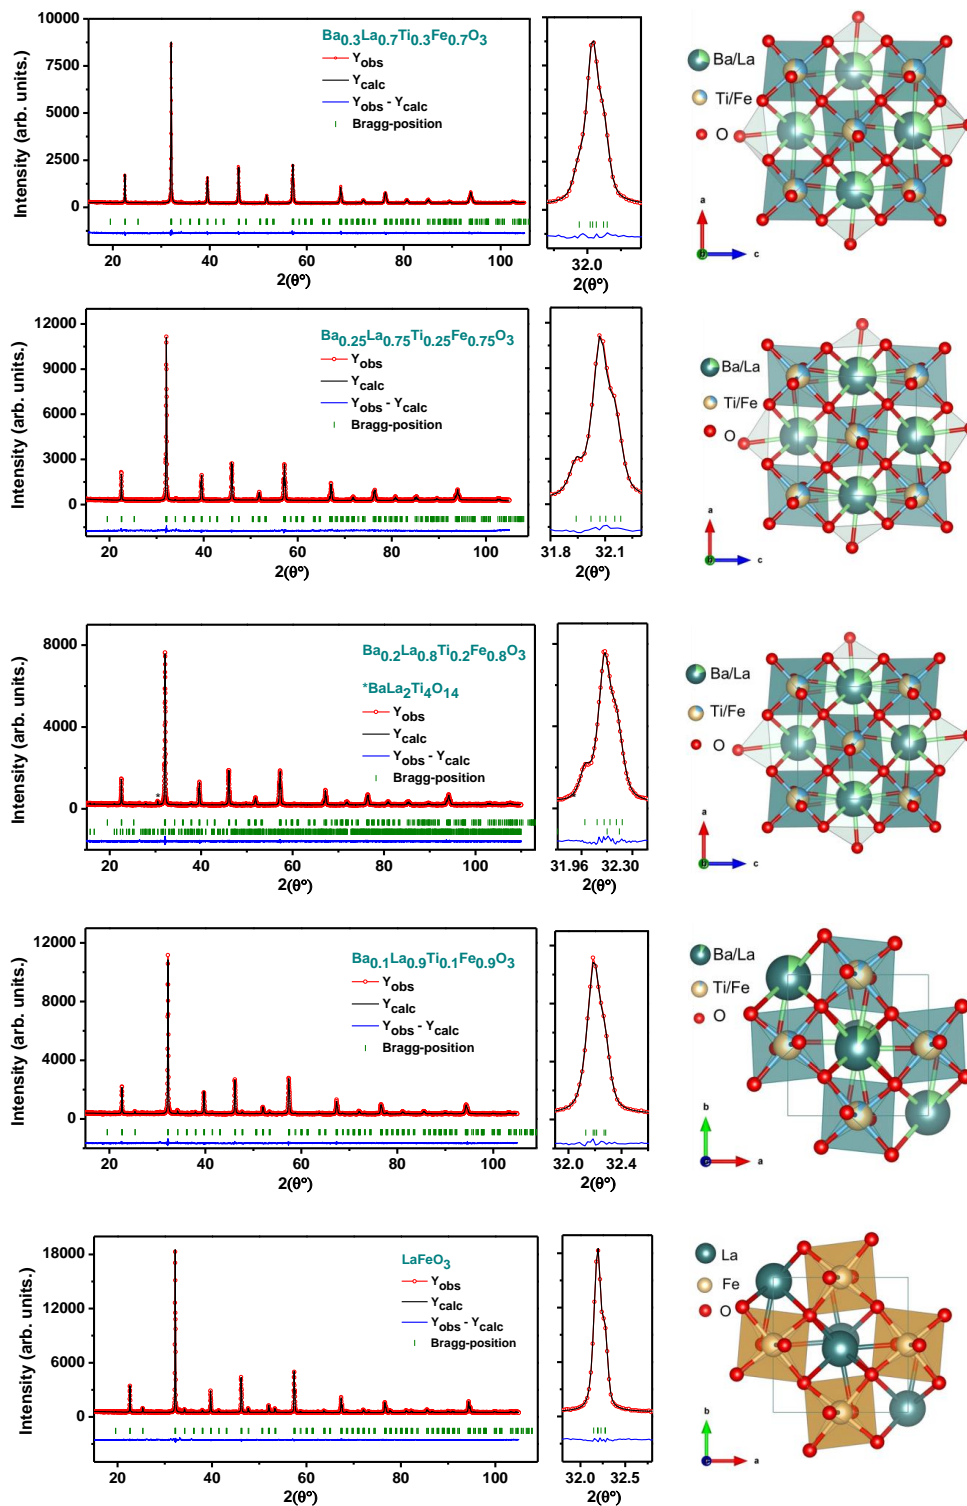 Ba0.3La0.7Ti0.3Fe0.7O3
Yobs
Ycalc
Yobs - Ycalc
Bragg-position
Intensity (arb. units.)
10000
7500
5000
2500
0
20 40 60 80 100
2(θ°)
32.0
2(θ°)
Ba/La
Ti/Fe
O
a
b
c
Ba0.25La0.75Ti0.25Fe0.75O3
Yobs
Ycalc
Yobs - Ycalc
Bragg-position
Intensity (arb. units.)
12000
9000
6000
3000
0
20 40 60 80 100
2(θ°)
31.8 32.1
2(θ°)
Ba/La
Ti/Fe
O
a
b
c
Ba0.2La0.8Ti0.2Fe0.8O3
*BaLa2Ti4O14
Yobs
Ycalc
Yobs - Ycalc
Bragg-position
Intensity (arb. units.)
8000
4000
0
*
20 40 60 80 100
2(θ°)
31.96 32.30
2(θ°)
Ba/La
Ti/Fe
O
a
b
c
Ba0.1La0.9Ti0.1Fe0.9O3
Yobs
Ycalc
Yobs - Ycalc
Bragg-position
Intensity (arb. units.)
12000
8000
4000
0
20 40 60 80 100
2(θ°)
32.0 32.4
2(θ°)
Ba/La
Ti/Fe
O
b
c
a
LaFeO3
Yobs
Ycalc
Yobs - Ycalc
Bragg-position
Intensity (arb. units.)
18000
12000
6000
0
20 40 60 80 100
2(θ°)
32.0 32.5
2(θ°)
La
Fe
O
b
c
a